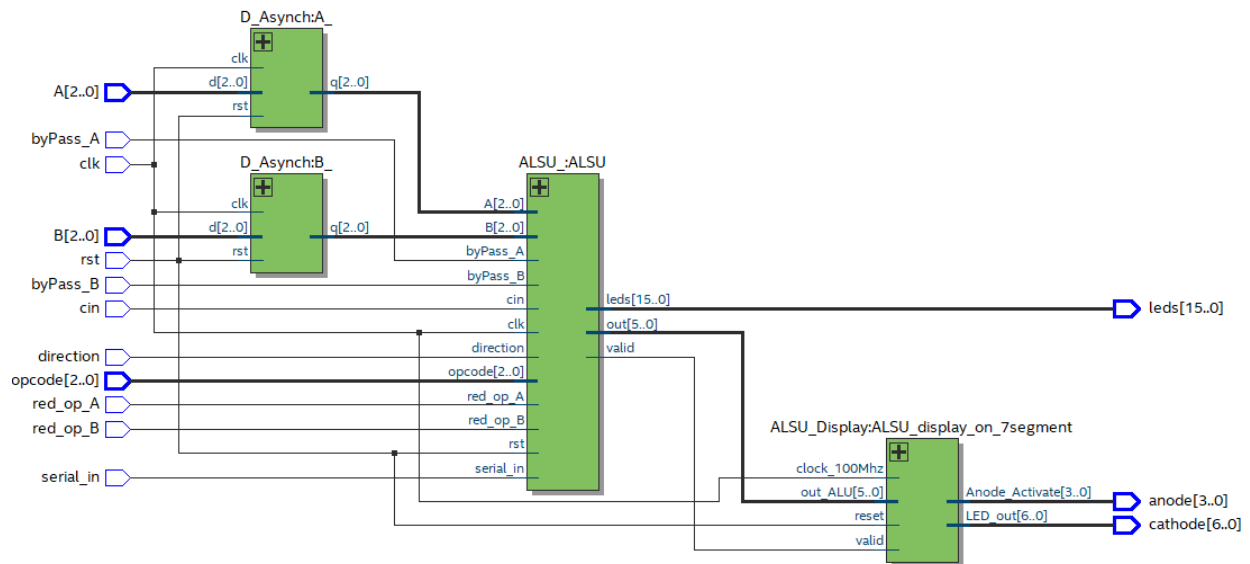 D_Asynch:A_
clk
d[2..0]
q[2..0]
rst
A[2..0]
byPass_A
clk
D_Asynch:B_
clk
d[2..0]
q[2..0]
rst
B[2..0]
rst
byPass_B
cin
direction
opcode[2..0]
red_op_A
red_op_B
serial_in
ALSU_:ALSU
A[2..0]
B[2..0]
byPass_A
byPass_B
cin
clk
direction
opcode[2..0]
red_op_A
red_op_B
rst
serial_in
leds[15..0]
out[5..0]
valid
leds[15..0]
ALSU_Display:ALSU_display_on_7segment
clock_100Mhz
out_ALU[5..0]
reset
valid
Anode_Activate[3..0]
LED_out[6..0]
anode[3..0]
cathode[6..0]